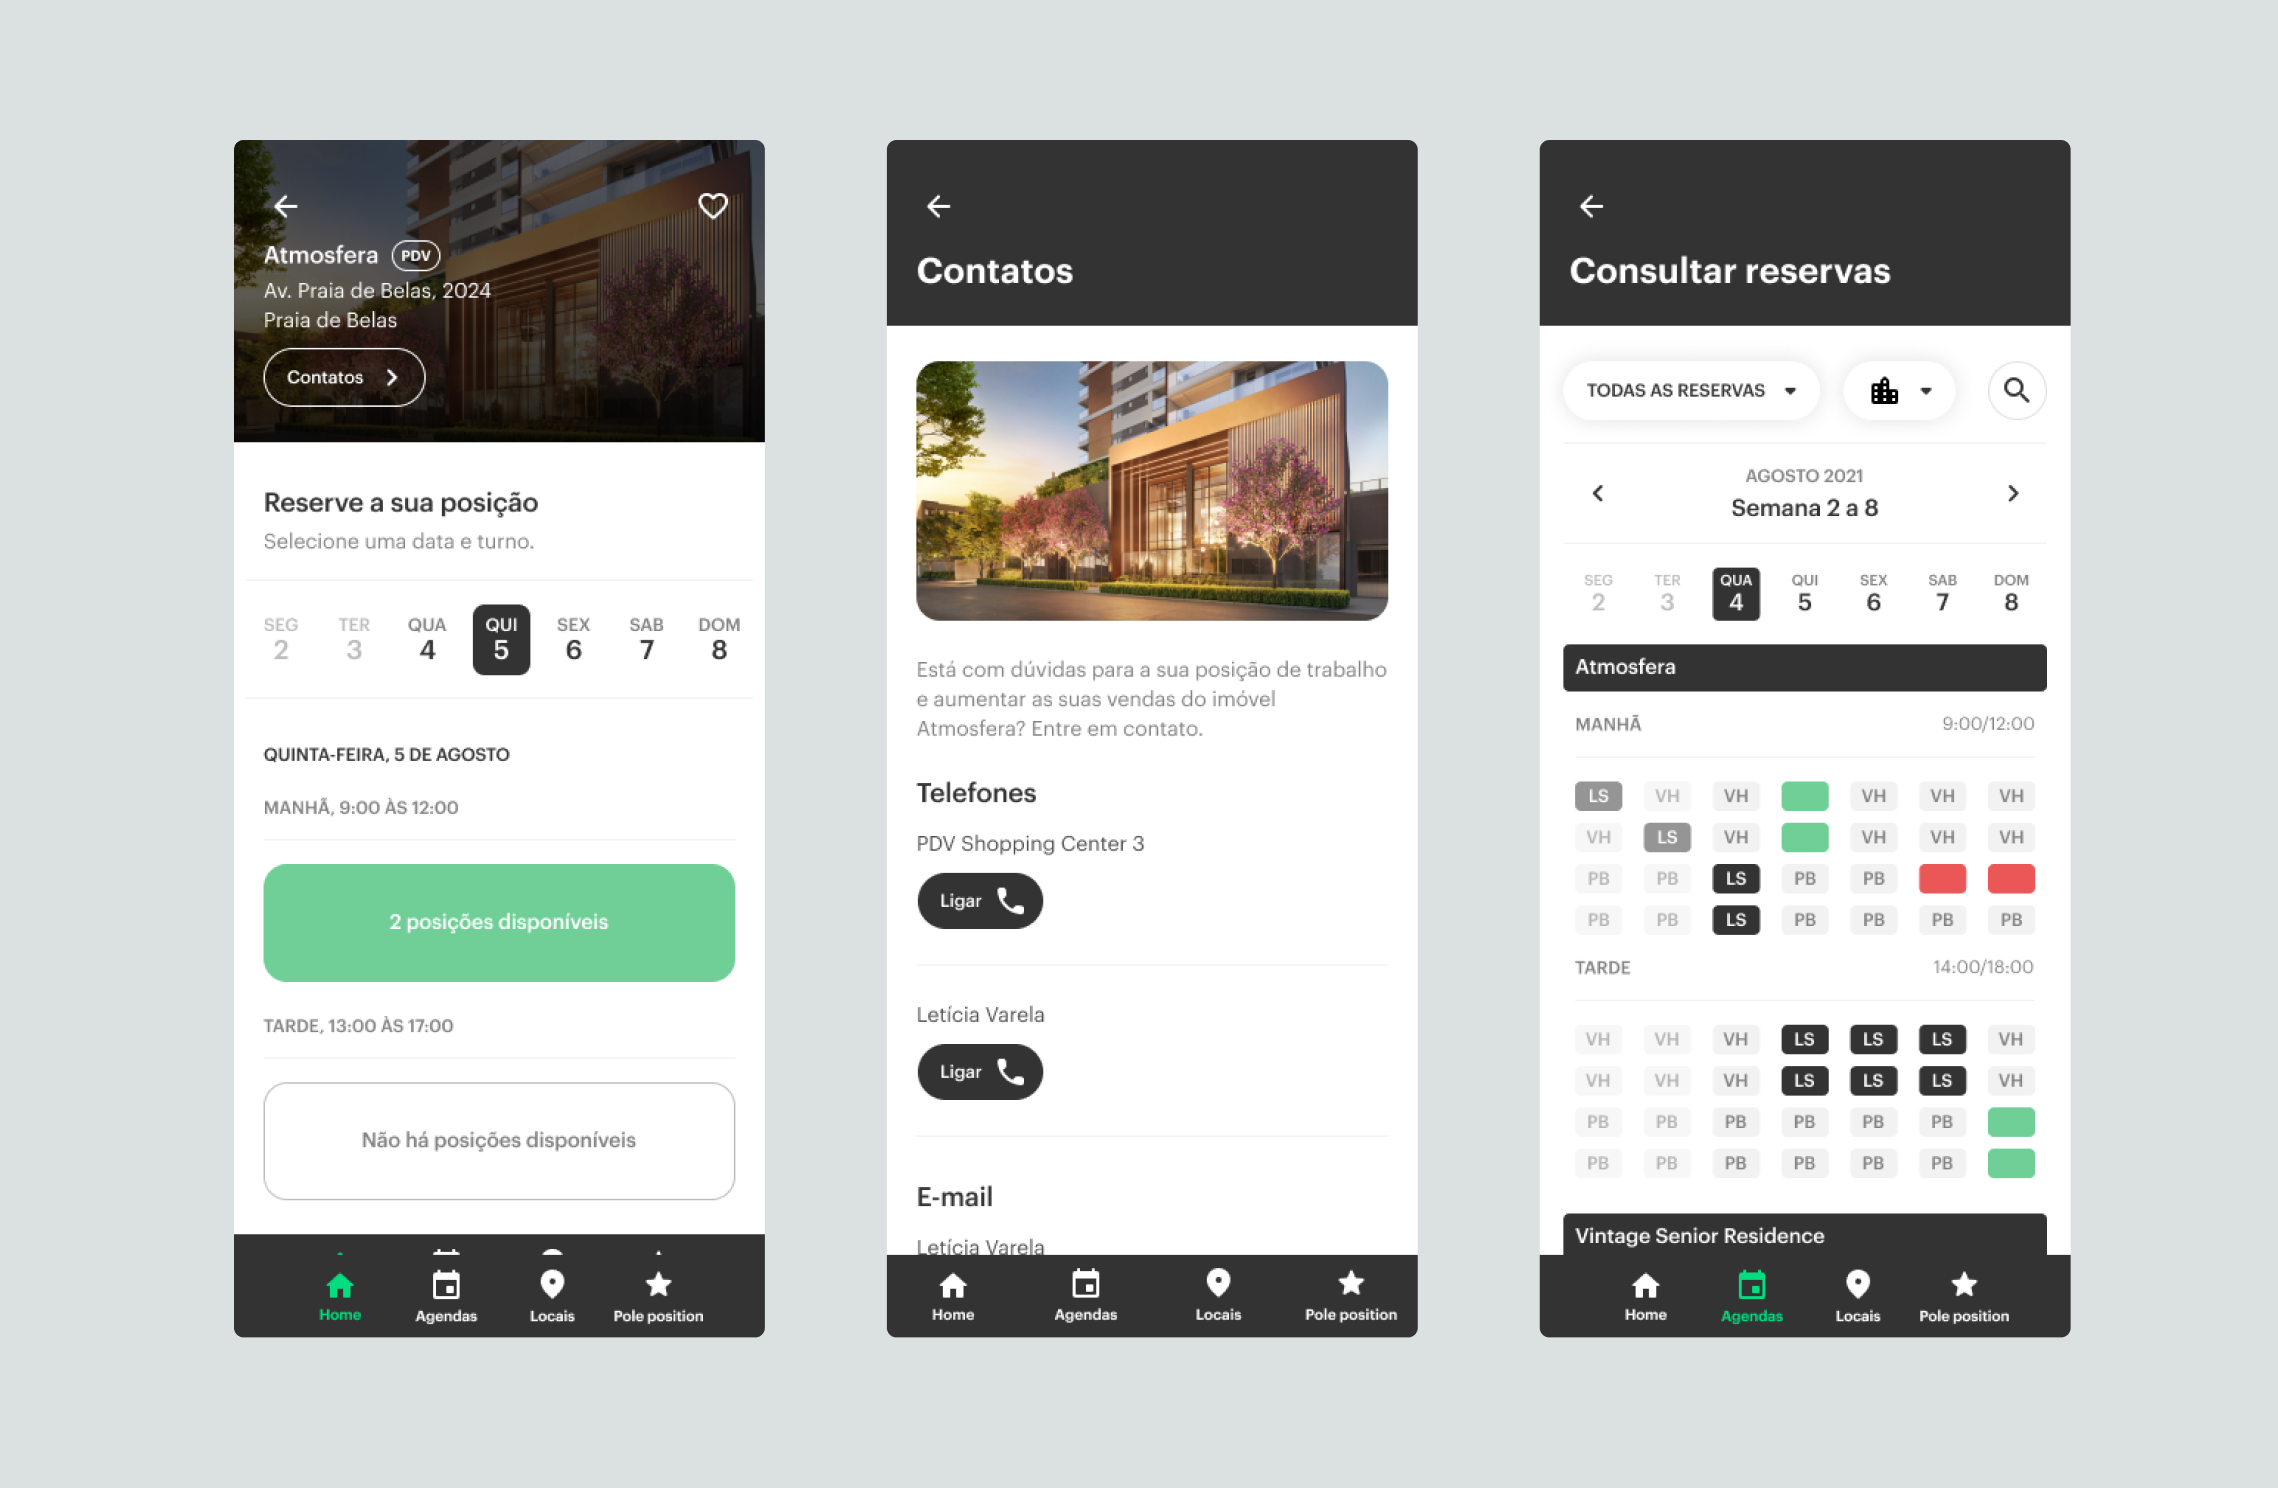 Atmosfera PDV
Av. Praia de Belas, 2024
Praia de Belas
Contatos
Reserve a sua posição
Selecione uma data e turno.
SEG TER QUA QUI SEX SAB DOM
2 3 4 5 6 7 8
QUINTA-FEIRA, 5 DE AGOSTO
MANHÃ, 9:00 ÀS 12:00
2 posições disponíveis
TARDE, 13:00 ÀS 17:00
Não há posições disponíveis
Home Agendas Locais Pole position
Contatos
Está com dúvidas para a sua posição de trabalho
e aumentar as suas vendas do imóvel
Atmosfera? Entre em contato.
Telefones
PDV Shopping Center 3
Ligar
Letícia Varela
Ligar
E-mail
Letícia Varela
Home Agendas Locais Pole position
Consultar reservas
TODAS AS RESERVAS
AGOSTO 2021
Semana 2 a 8
SEG TER QUA QUI SEX SAB DOM
2 3 4 5 6 7 8
Atmosfera
MANHÃ 9:00/12:00
LS VH VH VH VH VH
VH LS VH VH VH VH
PB PB LS PB PB
PB PB LS PB PB PB PB
TARDE 14:00/18:00
VH VH VH LS LS LS VH
VH VH VH LS LS LS VH
PB PB PB PB PB PB
PB PB PB PB PB PB
Vintage Senior Residence
Home Agendas Locais Pole position